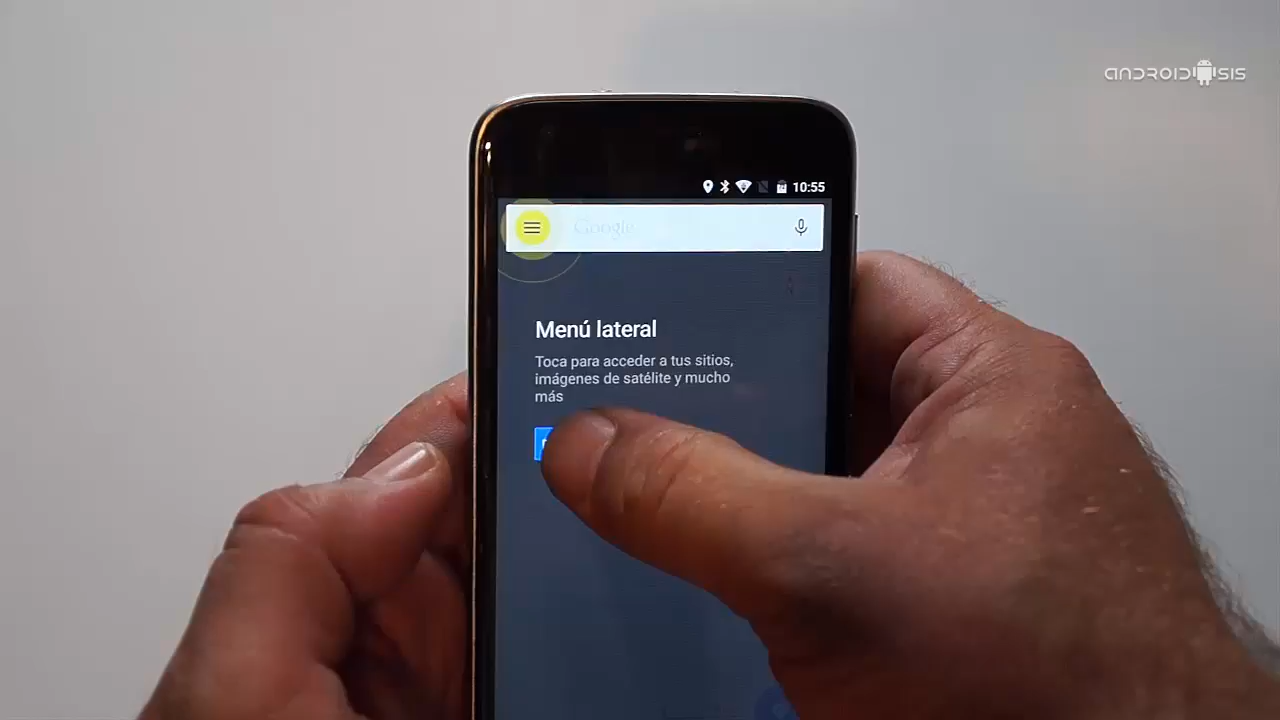 ANDROIDSIS
10:55
Google
Menú lateral
Toca para acceder a tus sitios,
imágenes de satélite y mucho
más